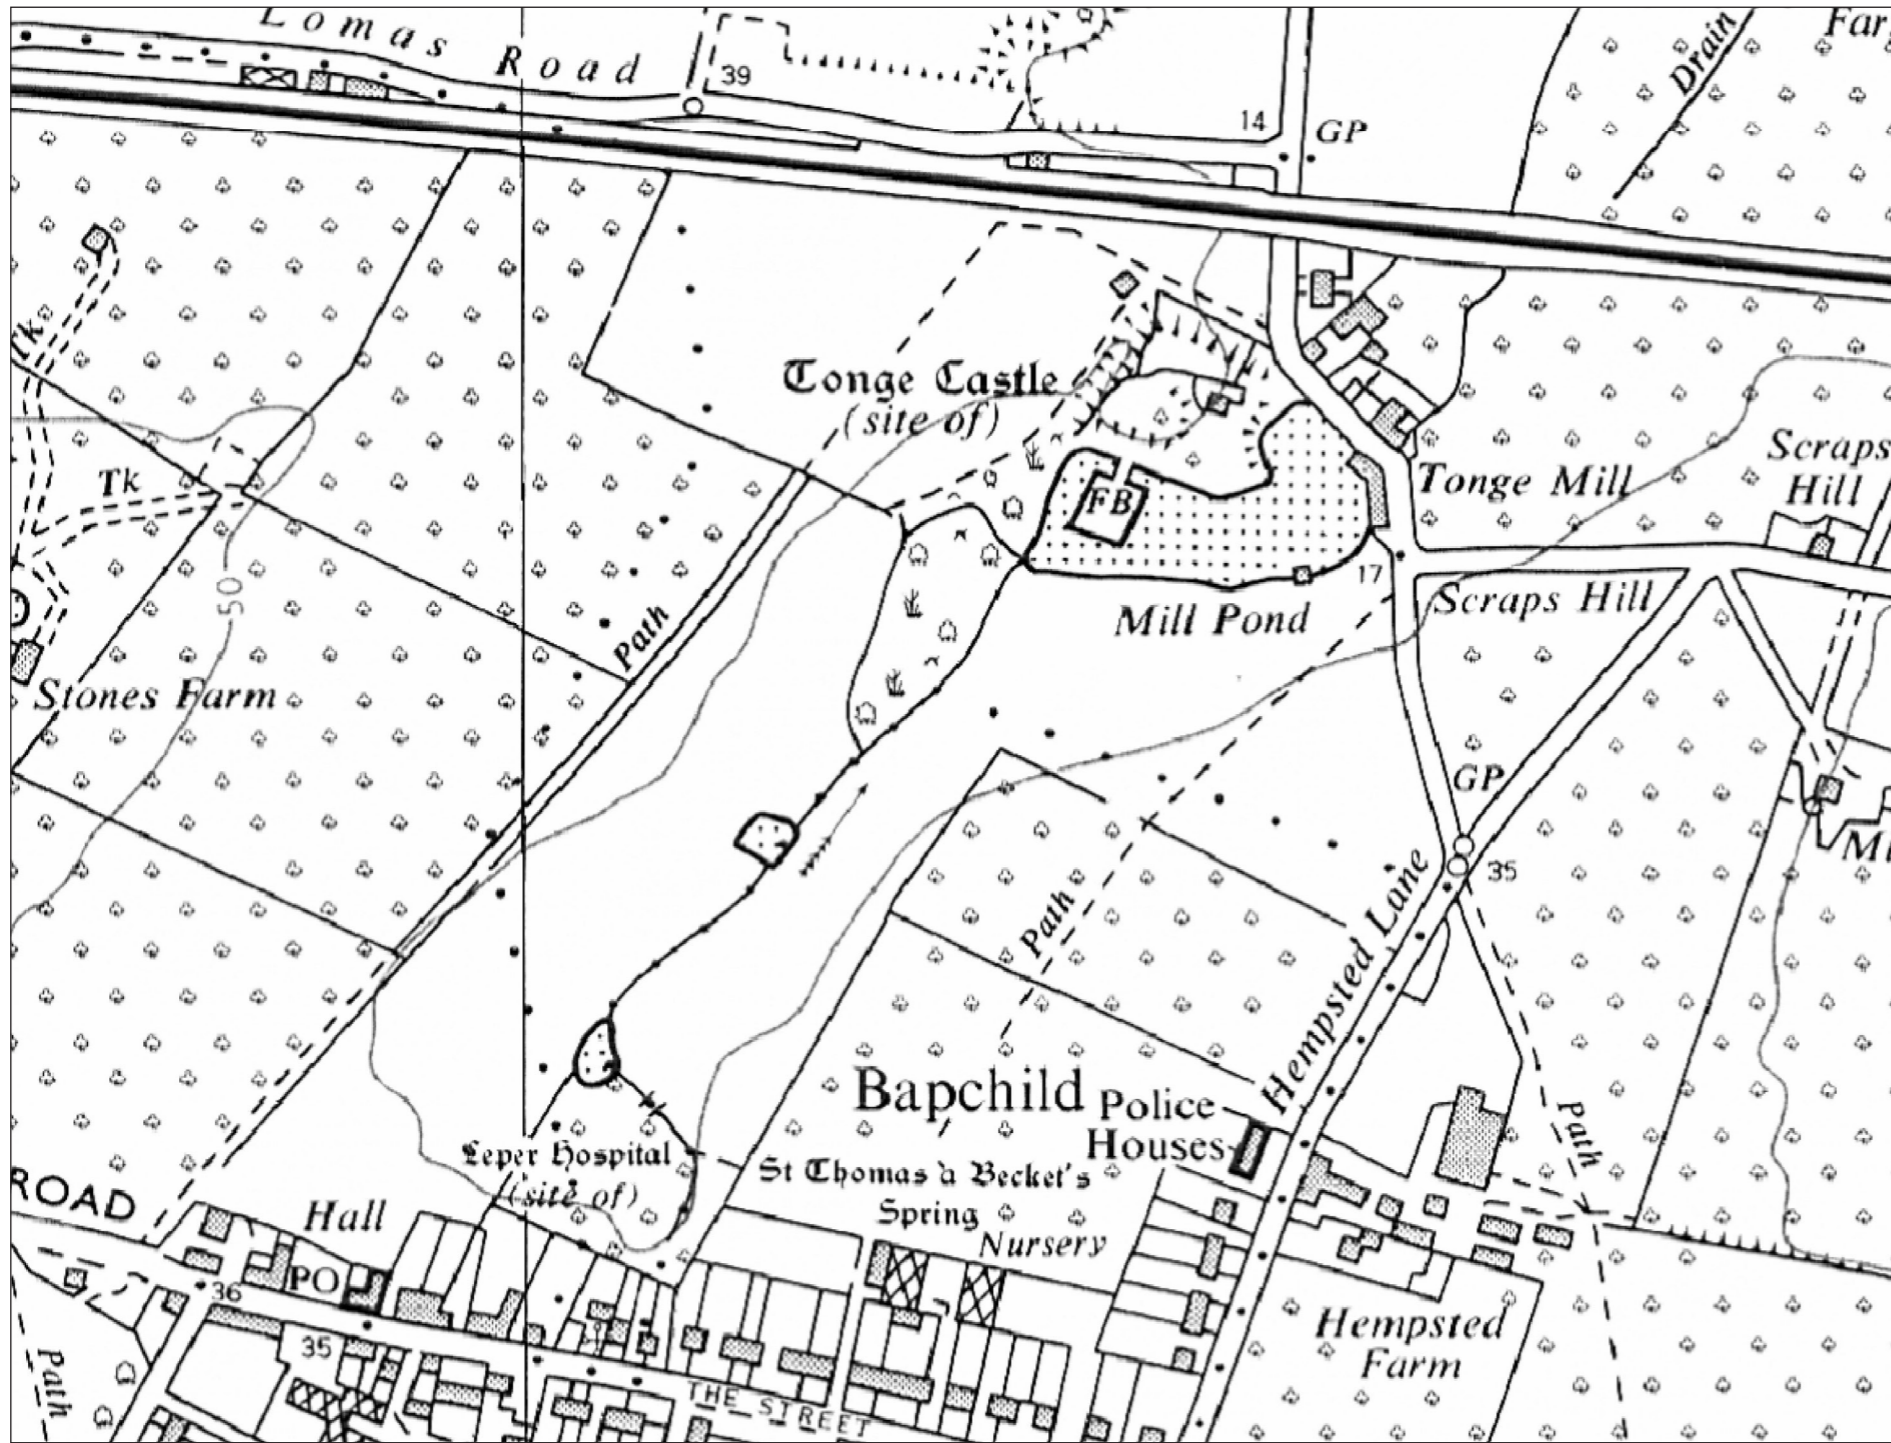 Lomas Road
39
14
GP
Drain
Tk
Tonge Castle
(site of)
Tk
FB
Tonge Mill
Scraps
Hill
50
17
Scraps Hill
Path
Mill Pond
Stones Farm
GP
35
Path
Hempsted Lane
Bapchild
Police
Houses
Path
Leper Hospital
(site of)
St Thomas à Becket's
Spring
Nursery
ROAD
Hall
PO
36
35
Hempsted
Farm
Path
THE STREET